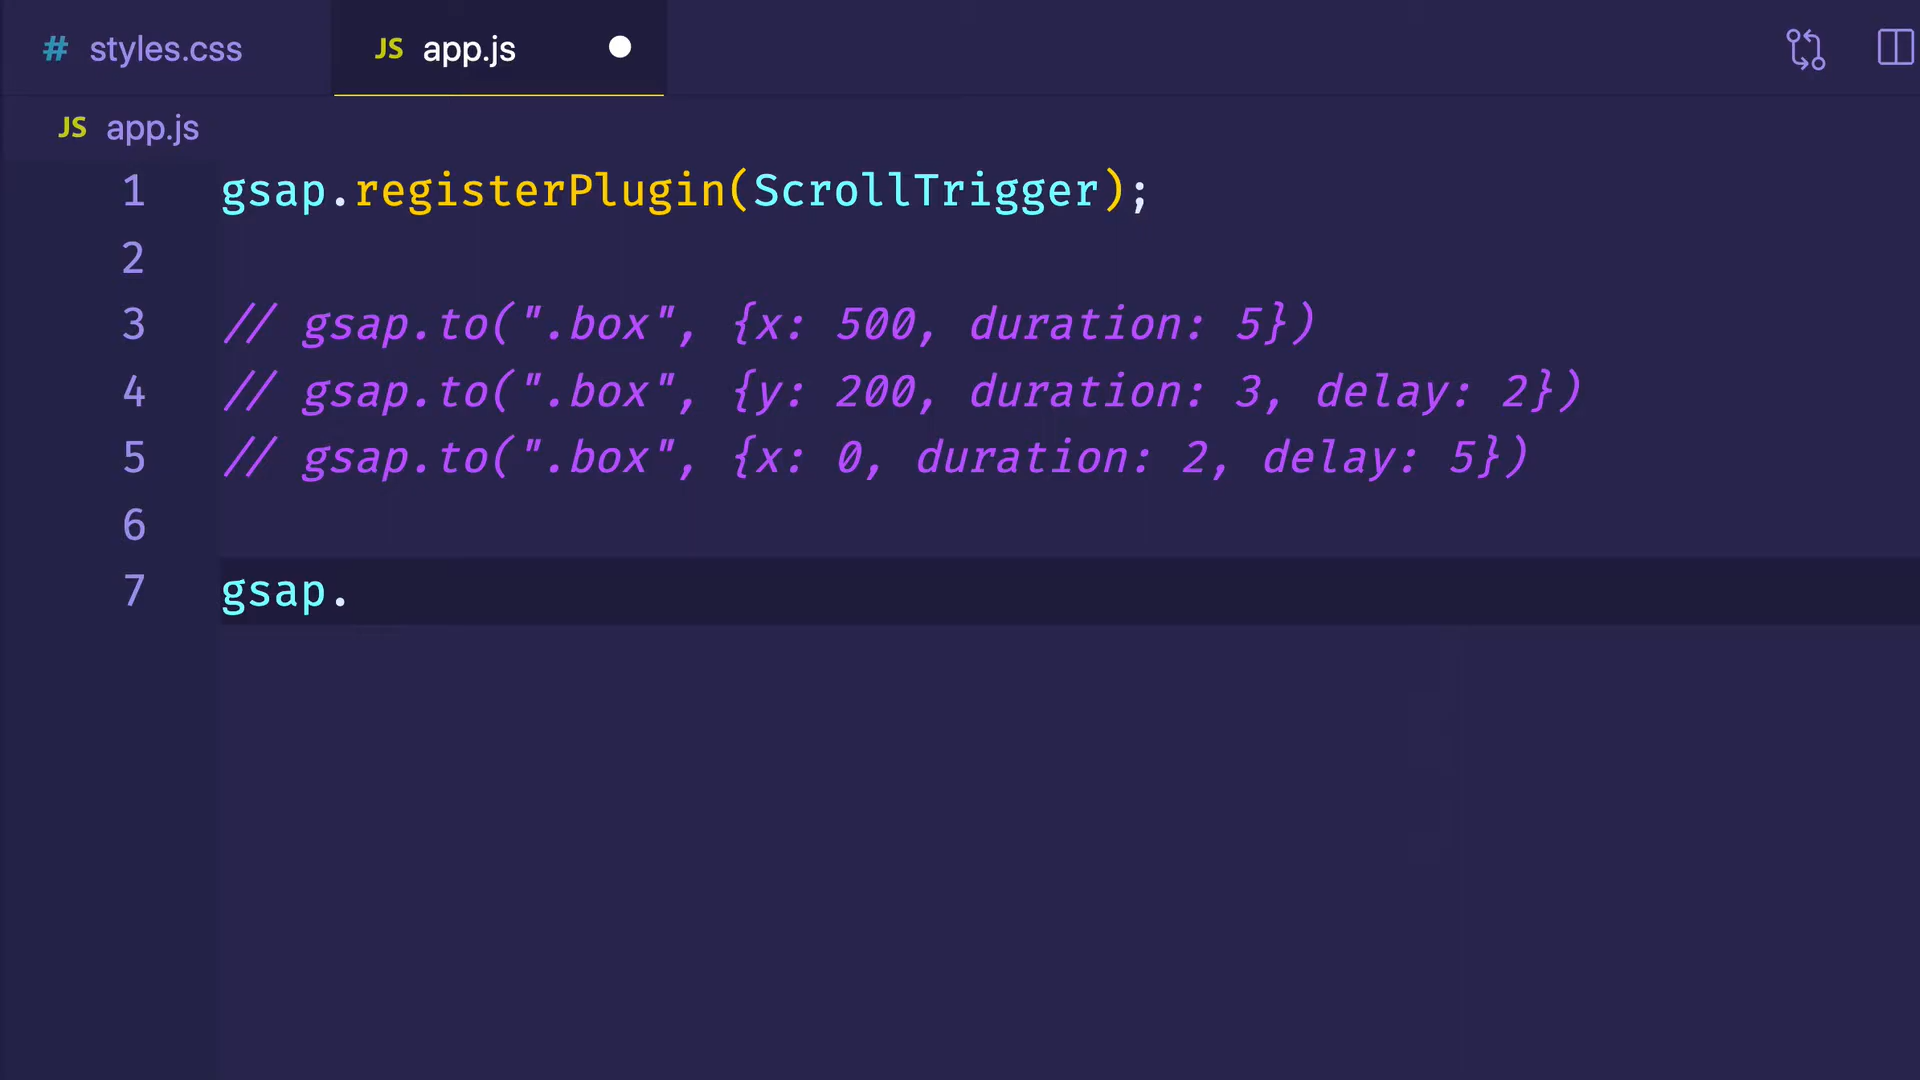 # styles.css JS app.js
JS app.js
1 gsap.registerPlugin(ScrollTrigger);
2
3 // gsap.to(".box", {x: 500, duration: 5})
4 // gsap.to(".box", {y: 200, duration: 3, delay: 2})
5 // gsap.to(".box", {x: 0, duration: 2, delay: 5})
6
7 gsap.